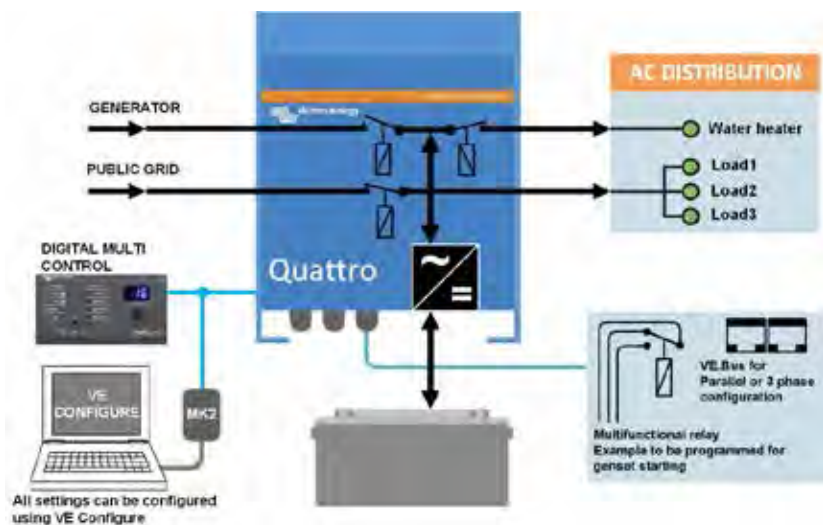 GENERATOR
PUBLIC GRID
AC DISTRIBUTION
Water heater
Load1
Load2
Load3
Quattro
DIGITAL MULTI
CONTROL
VE
CONFIGURE
MK2
All settings can be configured
using VE Configure
VE.Bus for
Parallel or 3 phase
configuration
Multifunctional relay
Example to be programmed for
genset starting